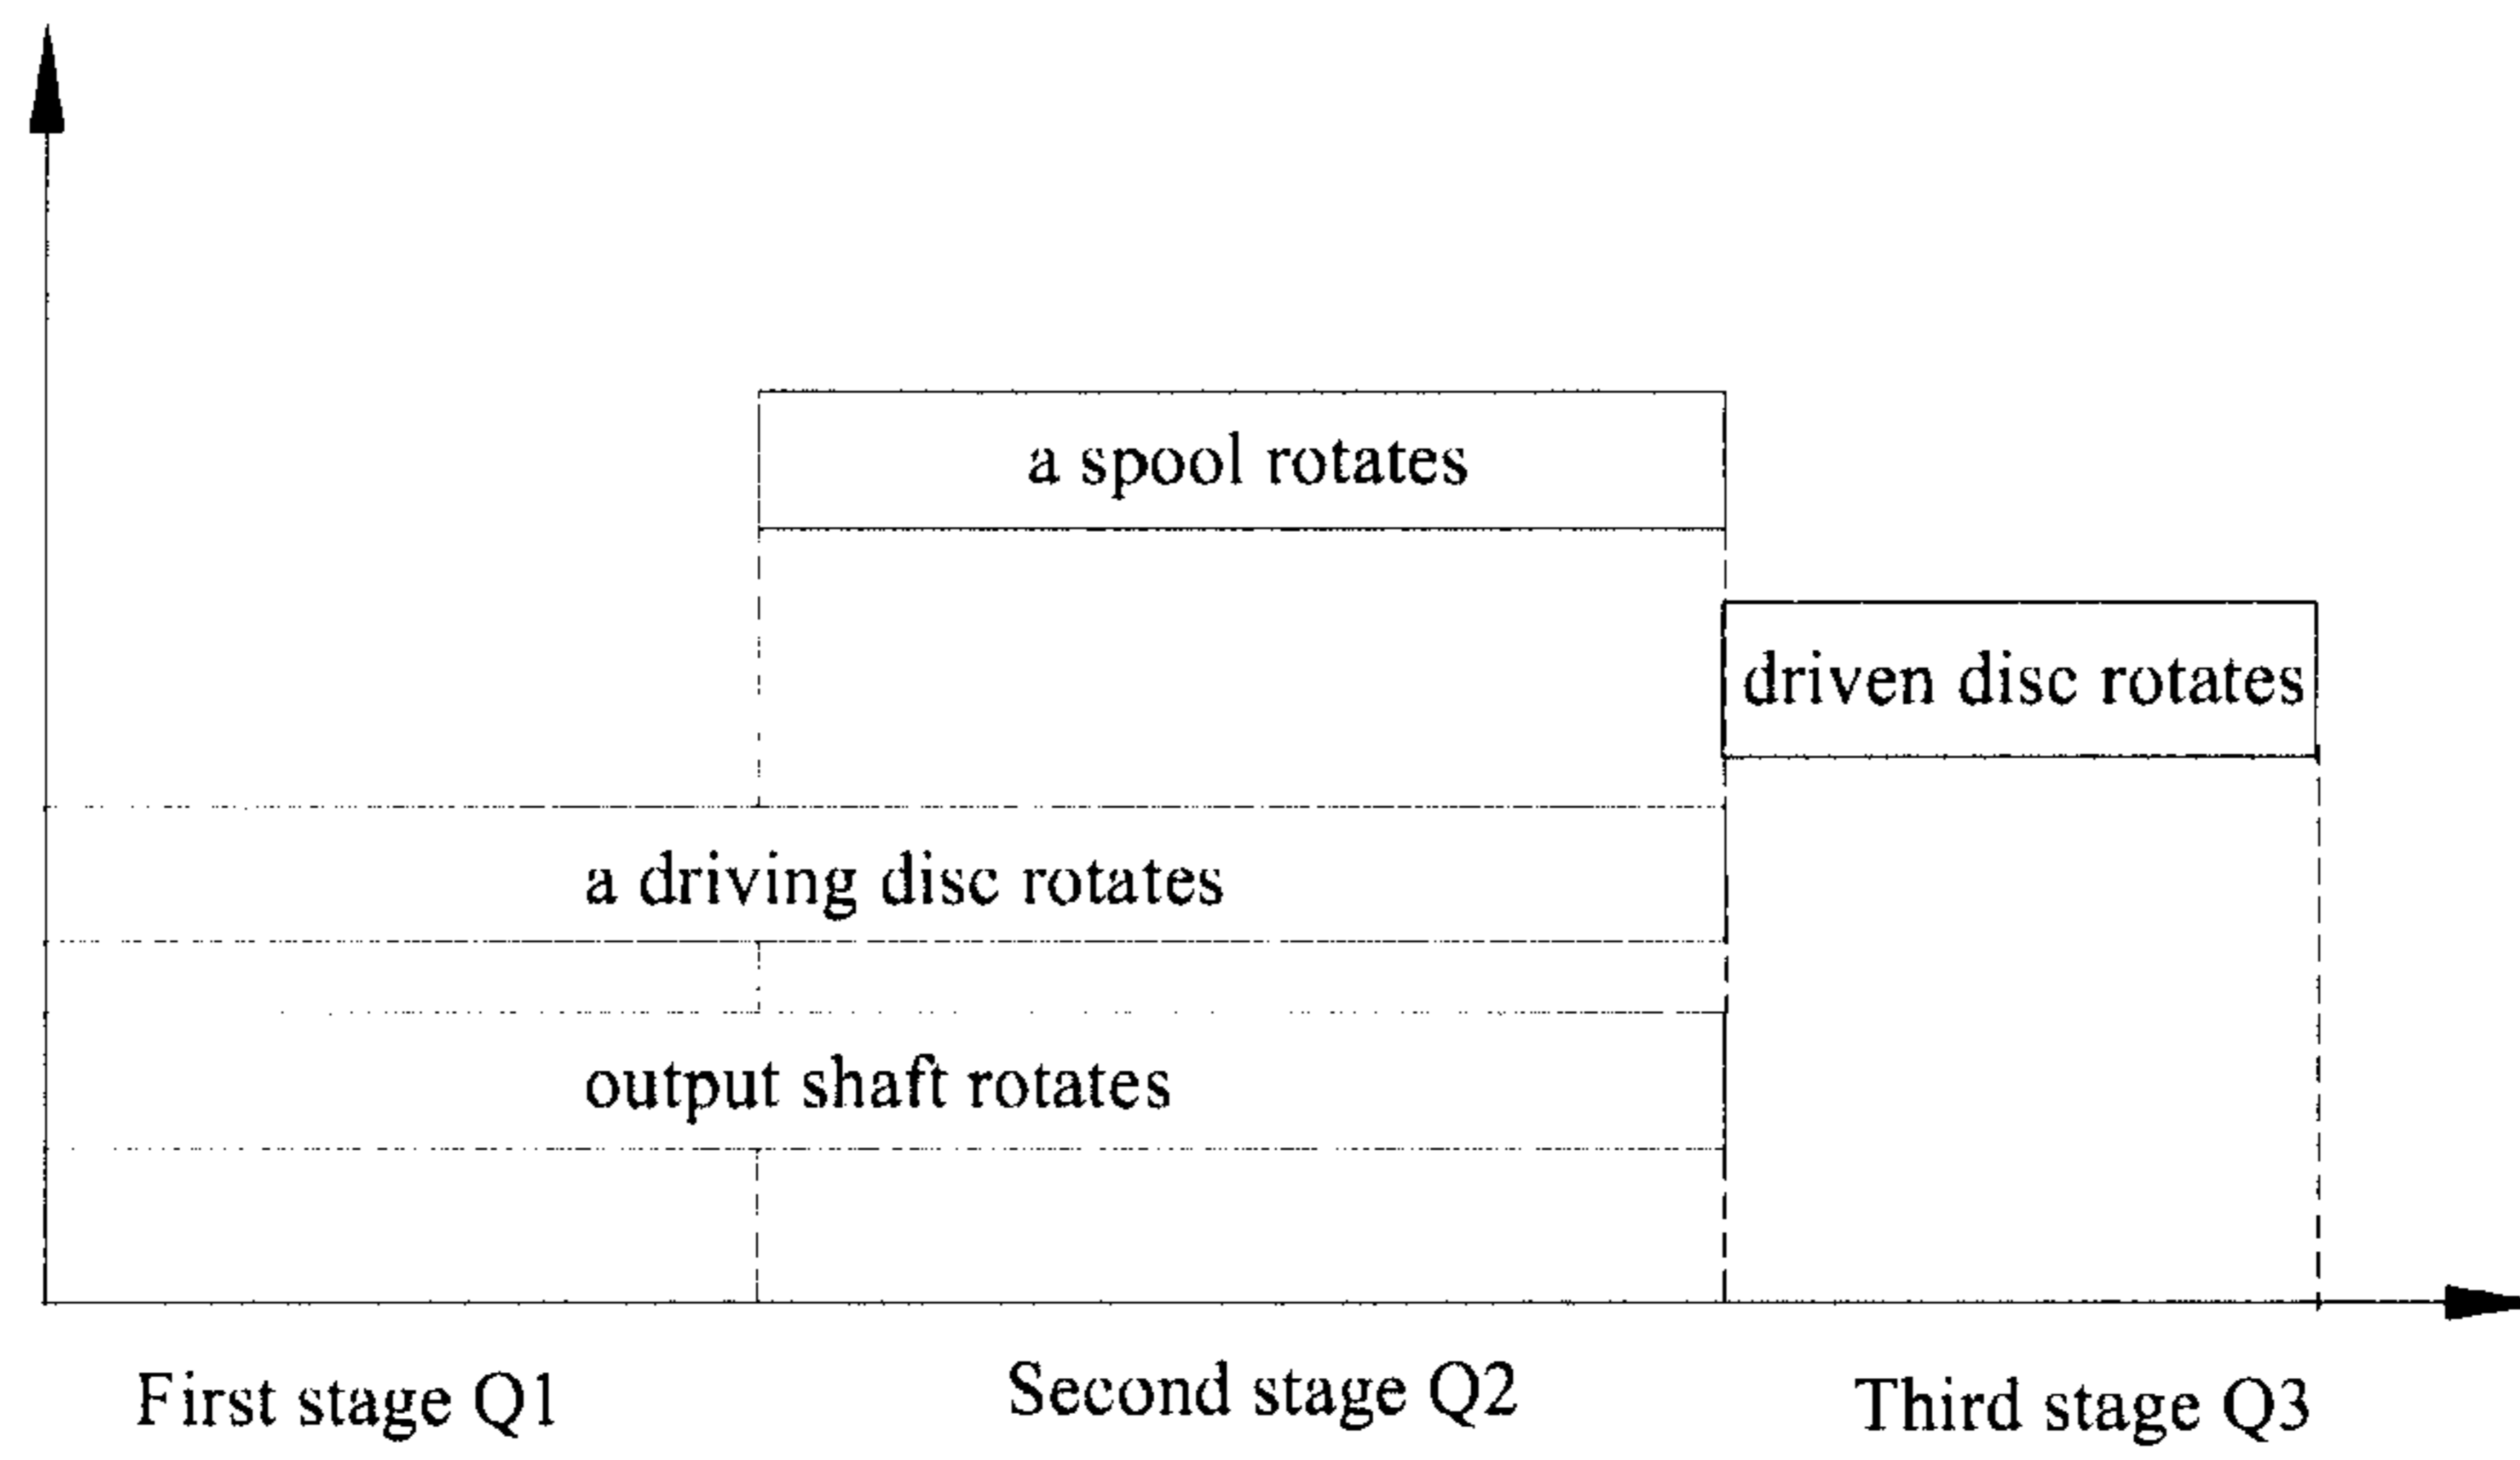 a spool rotates
driven disc rotates
a driving disc rotates
output shaft rotates
First stage Q1
Second stage Q2
Third stage Q3